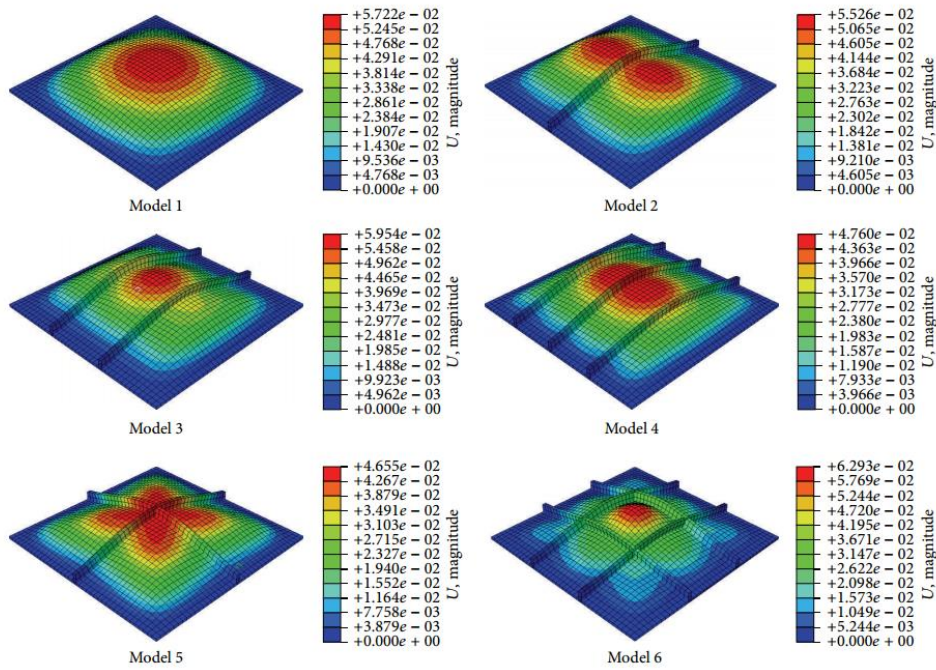 +5.722e − 02
+5.245e − 02
+4.768e − 02
+4.291e − 02
+3.814e − 02
+3.338e − 02
+2.861e − 02
+2.384e − 02
+1.907e − 02
+1.430e − 02
+9.536e − 03
+4.768e − 03
+0.000e + 00
U, magnitude
Model 1
+5.526e − 02
+5.065e − 02
+4.605e − 02
+4.144e − 02
+3.684e − 02
+3.223e − 02
+2.763e − 02
+2.302e − 02
+1.842e − 02
+1.381e − 02
+9.210e − 03
+4.605e − 03
+0.000e + 00
U, magnitude
Model 2
+5.954e − 02
+5.458e − 02
+4.962e − 02
+4.465e − 02
+3.969e − 02
+3.473e − 02
+2.977e − 02
+2.481e − 02
+1.985e − 02
+1.488e − 02
+9.923e − 03
+4.962e − 03
+0.000e + 00
U, magnitude
Model 3
+4.760e − 02
+4.363e − 02
+3.966e − 02
+3.570e − 02
+3.173e − 02
+2.777e − 02
+2.380e − 02
+1.983e − 02
+1.587e − 02
+1.190e − 02
+7.933e − 03
+3.966e − 03
+0.000e + 00
U, magnitude
Model 4
+4.655e − 02
+4.267e − 02
+3.879e − 02
+3.491e − 02
+3.103e − 02
+2.715e − 02
+2.327e − 02
+1.940e − 02
+1.552e − 02
+1.164e − 02
+7.758e − 03
+3.879e − 03
+0.000e + 00
U, magnitude
Model 5
+6.293e − 02
+5.769e − 02
+5.244e − 02
+4.720e − 02
+4.195e − 02
+3.671e − 02
+3.147e − 02
+2.622e − 02
+2.098e − 02
+1.573e − 02
+1.049e − 02
+5.244e − 03
+0.000e + 00
U, magnitude
Model 6